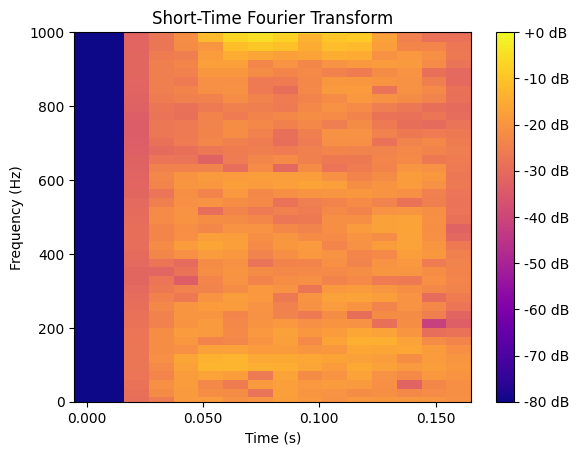 Short-Time Fourier Transform
1000
800
600
400
200
0
Frequency (Hz)
0.000
0.050
0.100
0.150
Time (s)
+0 dB
-10 dB
-20 dB
-30 dB
-40 dB
-50 dB
-60 dB
-70 dB
-80 dB